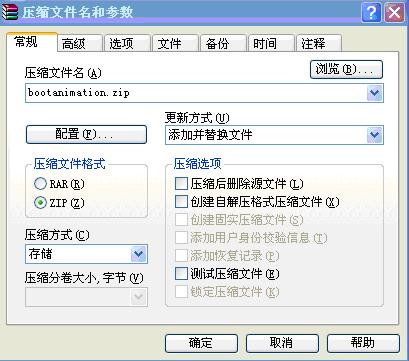 压缩文件名和参数
常规 高级 选项 文件 备份 时间 注释
压缩文件名(A)
浏览(B)...
bootanimation.zip
更新方式(U)
配置(F)...
添加并替换文件
压缩文件格式
RAR(R)
ZIP(Z)
压缩选项
压缩后删除源文件(L)
创建自解压格式压缩文件(X)
创建固实压缩文件(S)
添加用户身份校验信息(T)
添加恢复记录(P)
测试压缩文件(E)
锁定压缩文件(K)
压缩方式(C)
存储
压缩分卷大小,字节(V)
确定 取消 帮助